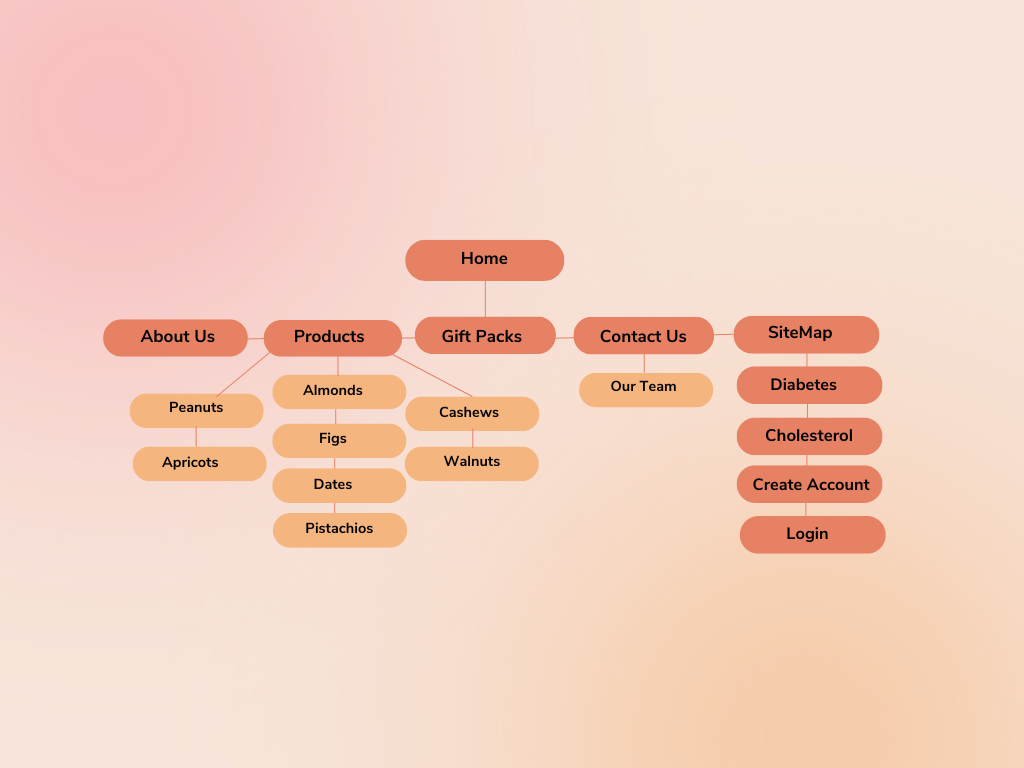 Home
About Us
Products
Gift Packs
Contact Us
SiteMap
Peanuts
Apricots
Almonds
Figs
Dates
Pistachios
Cashews
Walnuts
Our Team
Diabetes
Cholesterol
Create Account
Login